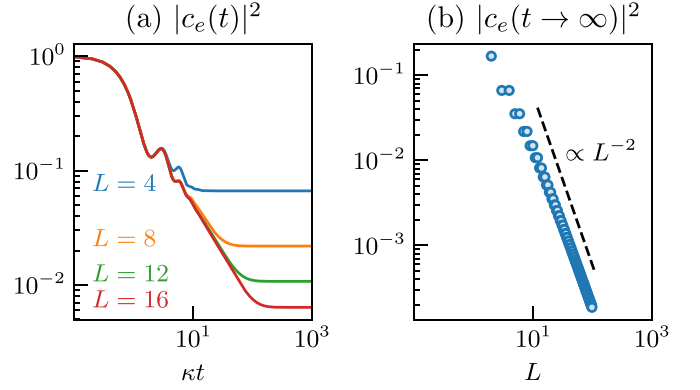 (a) |c_e(t)|^2
(b) |c_e(t → ∞)|^2
10^0
10^{-1}
10^{-2}
L = 4
L = 8
L = 12
L = 16
10^1
10^3
κt
10^{-1}
10^{-2}
10^{-3}
∝ L^{-2}
10^1
10^3
L